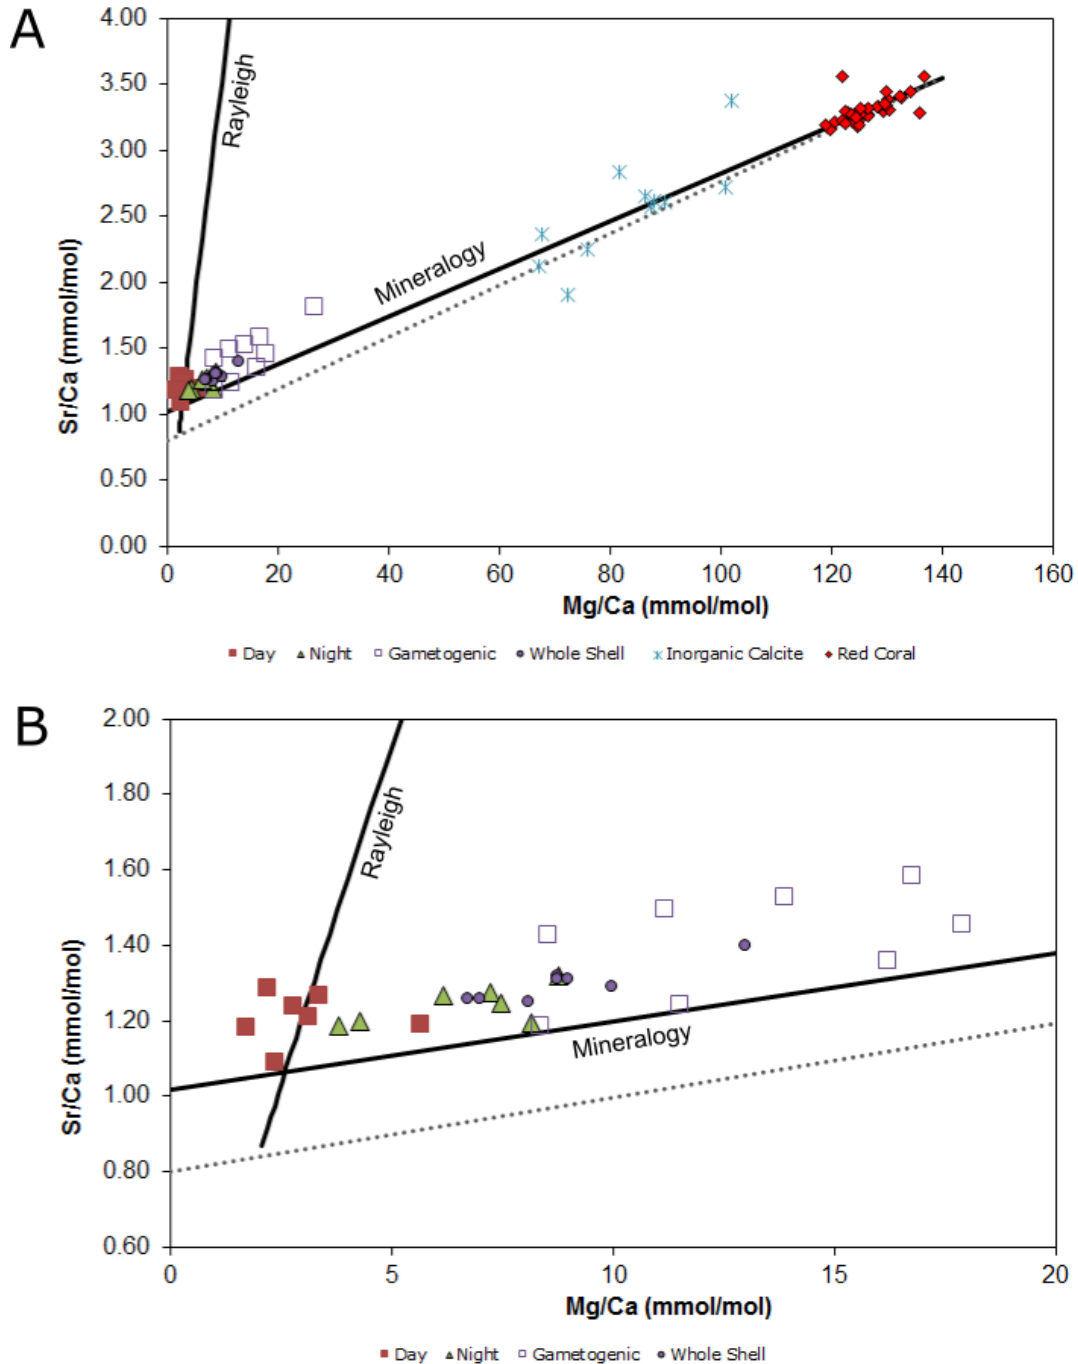 A
4.00
3.50
3.00
2.50
2.00
1.50
1.00
0.50
0.00
Sr/Ca (mmol/mol)
Rayleigh
Mineralogy
0 20 40 60 80 100 120 140 160
Mg/Ca (mmol/mol)
Day Night Gametogenic Whole Shell Inorganic Calcite Red Coral
B
2.00
1.80
1.60
1.40
1.20
1.00
0.80
0.60
Sr/Ca (mmol/mol)
Rayleigh
Mineralogy
0 5 10 15 20
Mg/Ca (mmol/mol)
Day Night Gametogenic Whole Shell